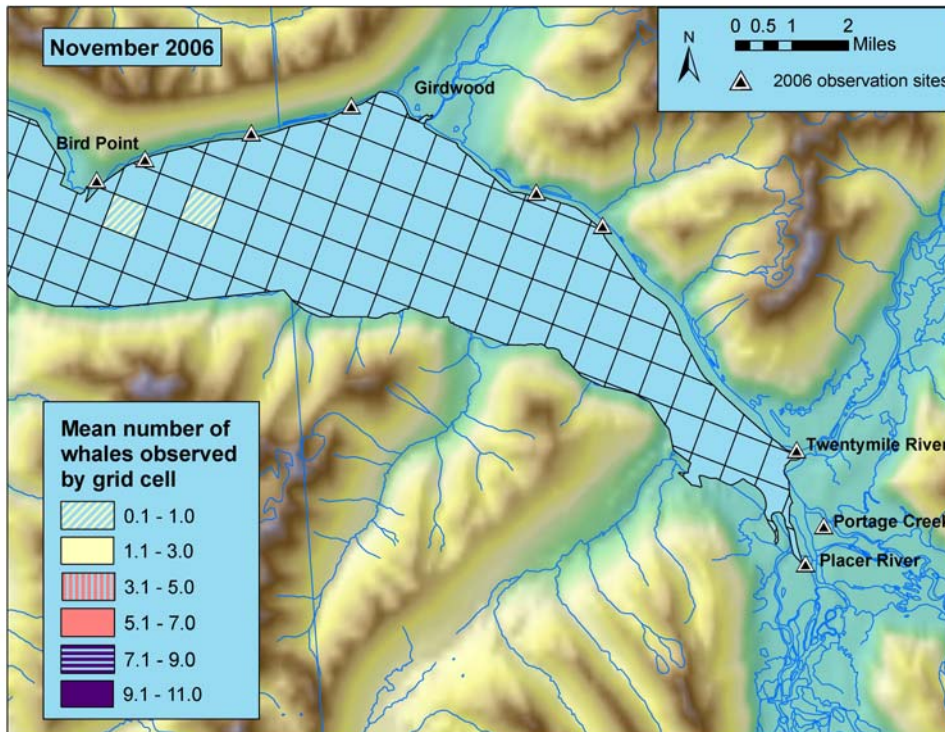 November 2006
N
0 0.5 1 2
Miles
2006 observation sites
Girdwood
Bird Point
Twentymile River
Portage Creek
Placer River
Mean number of
whales observed
by grid cell
0.1 - 1.0
1.1 - 3.0
3.1 - 5.0
5.1 - 7.0
7.1 - 9.0
9.1 - 11.0